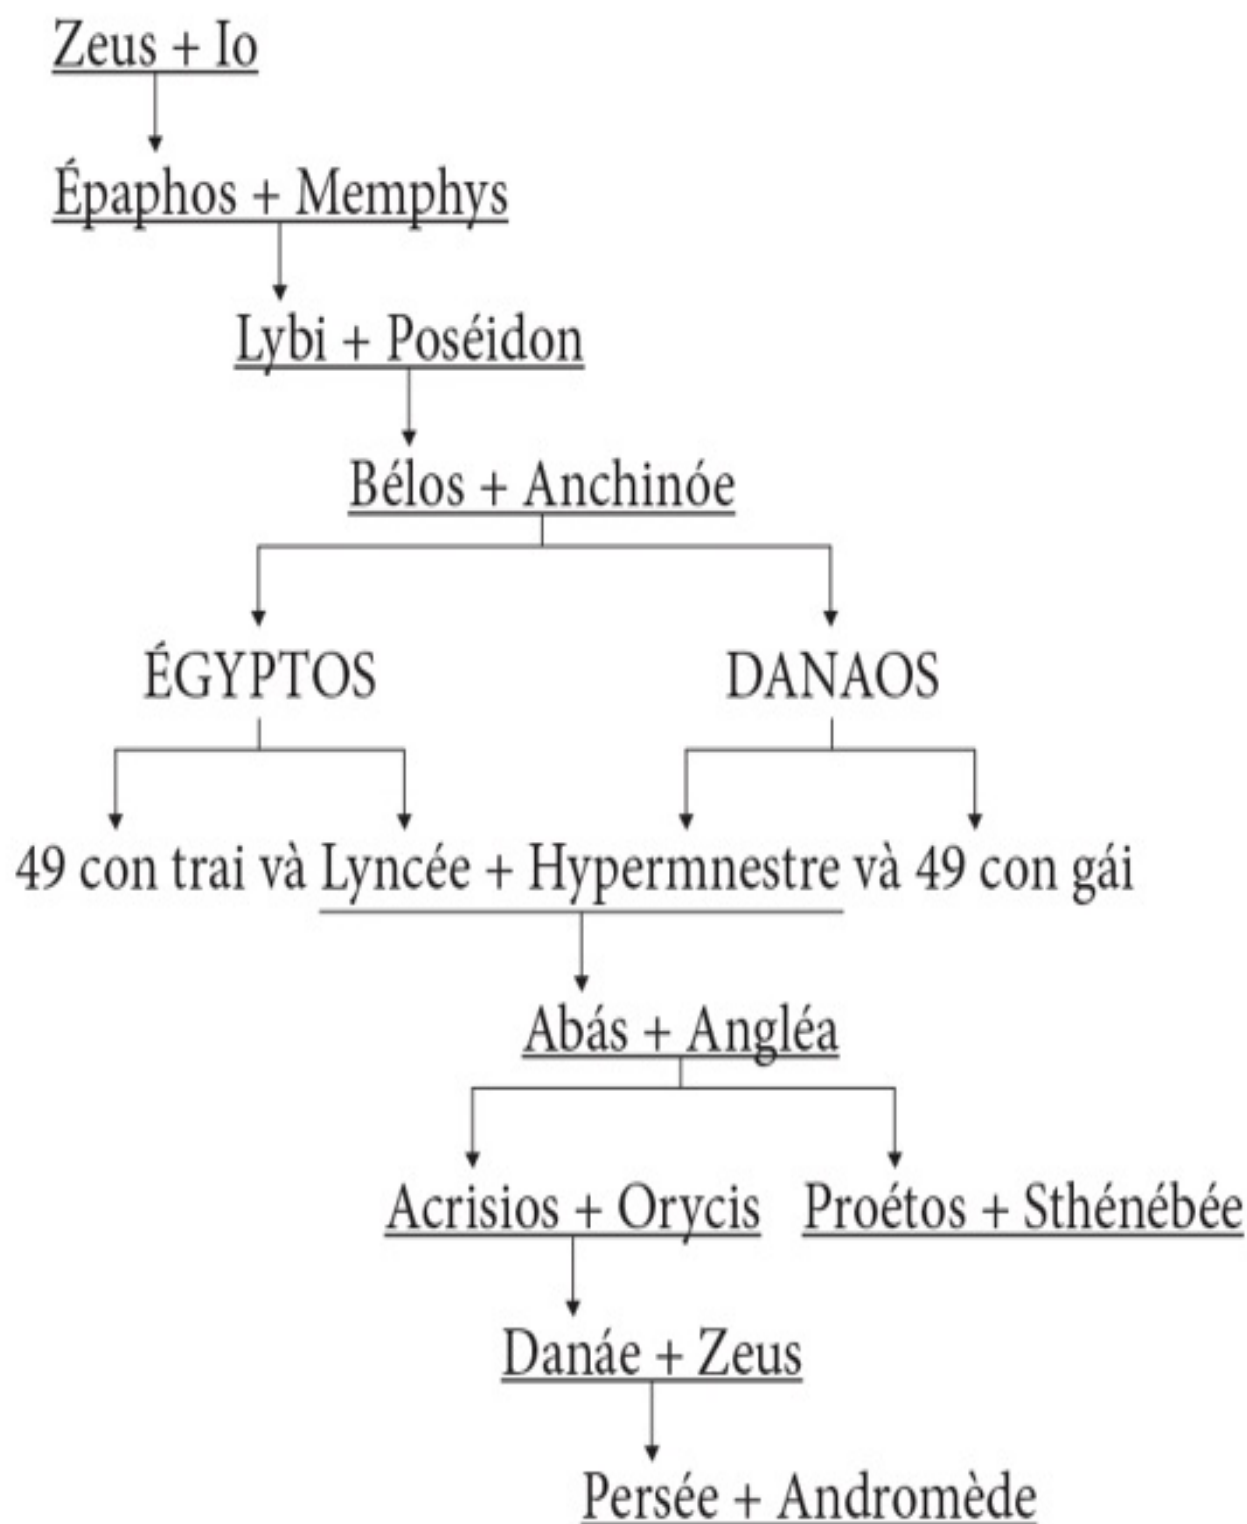 Zeus + Io
Épaphos + Memphys
Lybi + Poséidon
Bélos + Anchinóe
ÉGYPTOS DANAOS
49 con trai và Lyncée + Hypermnestre và 49 con gái
Abás + Angléa
Acrisios + Orycis Proétos + Sthénébée
Danáe + Zeus
Persée + Andromède